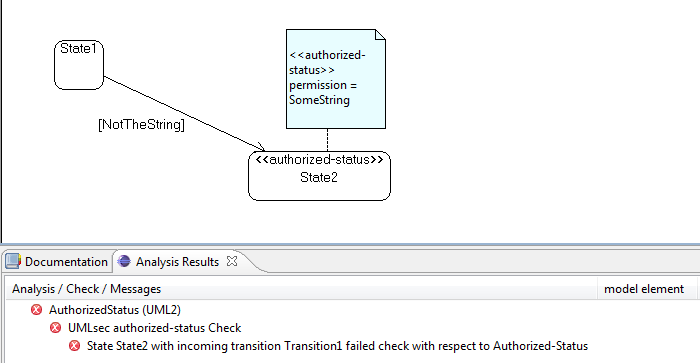 State1
<<authorized-
status>>
permission =
SomeString
[NotTheString]
<<authorized-status>>
State2
Documentation
Analysis Results
Analysis / Check / Messages
model element
AuthorizedStatus (UML2)
UMLsec authorized-status Check
State State2 with incoming transition Transition1 failed check with respect to Authorized-Status